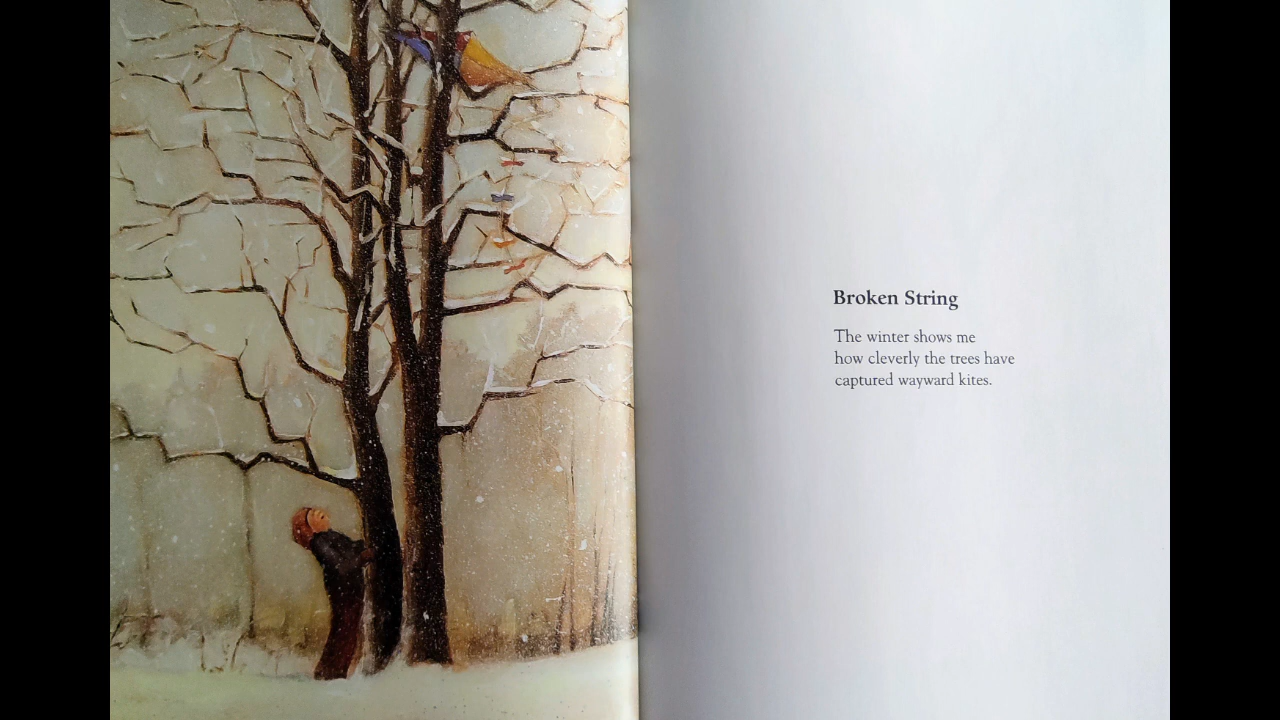 Broken String
The winter shows me
how cleverly the trees have
captured wayward kites.